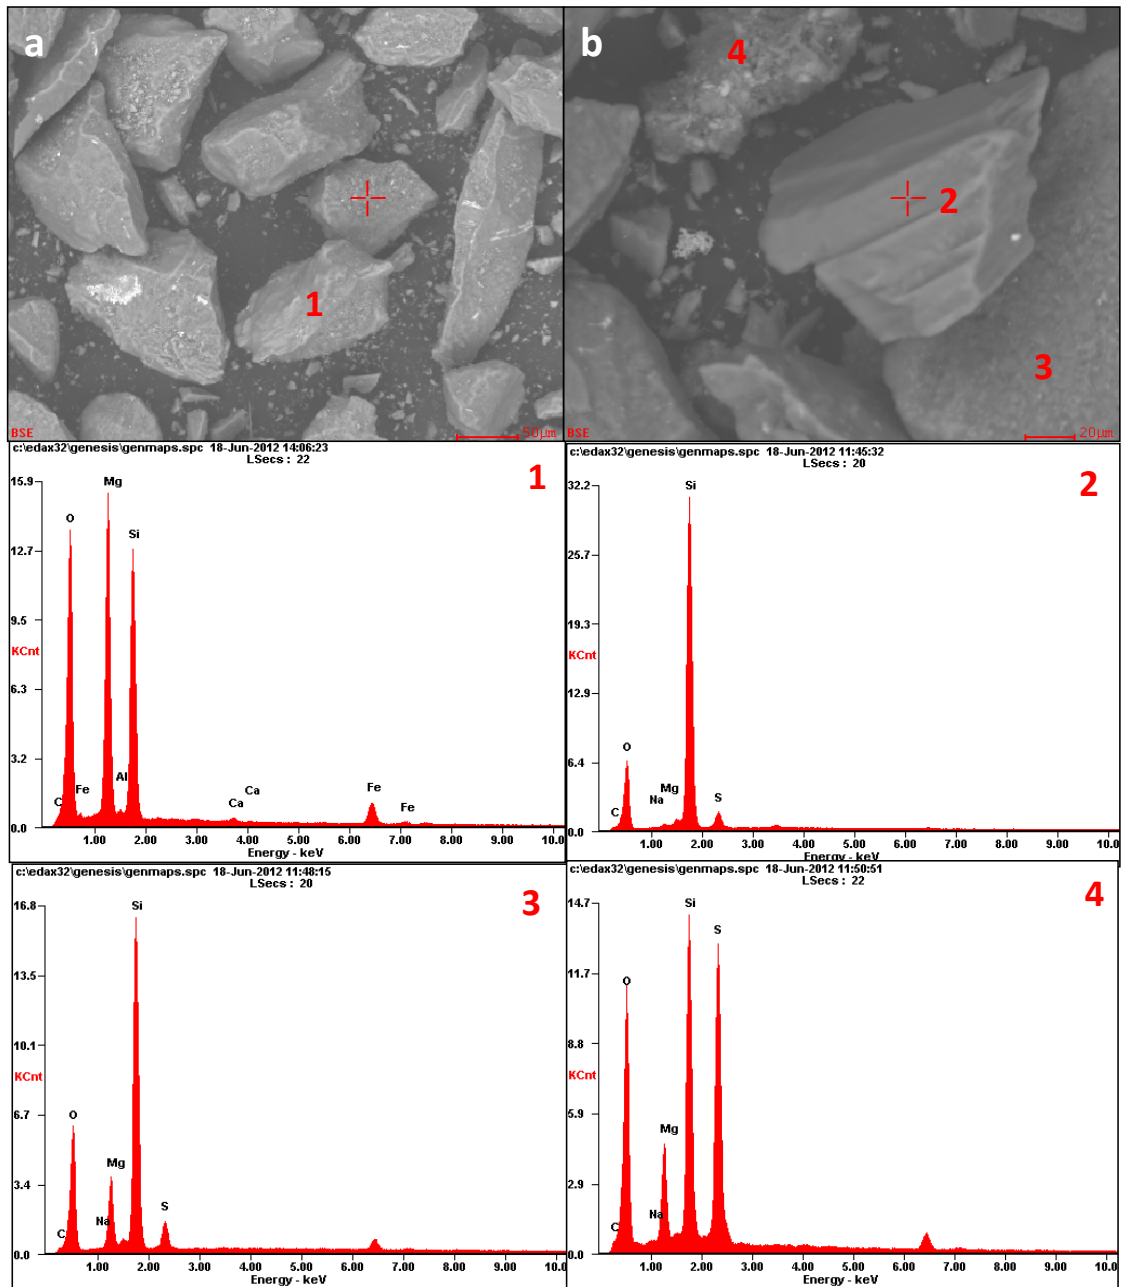 a
1
BSE
50µm
b
4
2
3
BSE
20µm
c:\edax32\genesis\genmaps.spc 18-Jun-2012 14:06:23
LSecs : 22
1
15.9
12.7
9.5
KCnt
6.3
3.2
0.0
C
O
Fe
Mg
Al
Si
Ca
Ca
Fe
Fe
1.00 2.00 3.00 4.00 5.00 6.00 7.00 8.00 9.00 10.0
Energy - keV
c:\edax32\genesis\genmaps.spc 18-Jun-2012 11:45:32
LSecs : 20
2
32.2
25.7
19.3
KCnt
12.9
6.4
0.0
C
O
Na
Mg
Si
S
1.00 2.00 3.00 4.00 5.00 6.00 7.00 8.00 9.00 10.0
Energy - keV
c:\edax32\genesis\genmaps.spc 18-Jun-2012 11:48:15
LSecs : 20
3
16.8
13.5
10.1
KCnt
6.7
3.4
0.0
C
O
Na
Mg
Si
S
1.00 2.00 3.00 4.00 5.00 6.00 7.00 8.00 9.00 10.0
Energy - keV
c:\edax32\genesis\genmaps.spc 18-Jun-2012 11:50:51
LSecs : 22
4
14.7
11.7
8.8
KCnt
5.9
2.9
0.0
C
O
Na
Mg
Si
S
1.00 2.00 3.00 4.00 5.00 6.00 7.00 8.00 9.00 10.0
Energy - keV